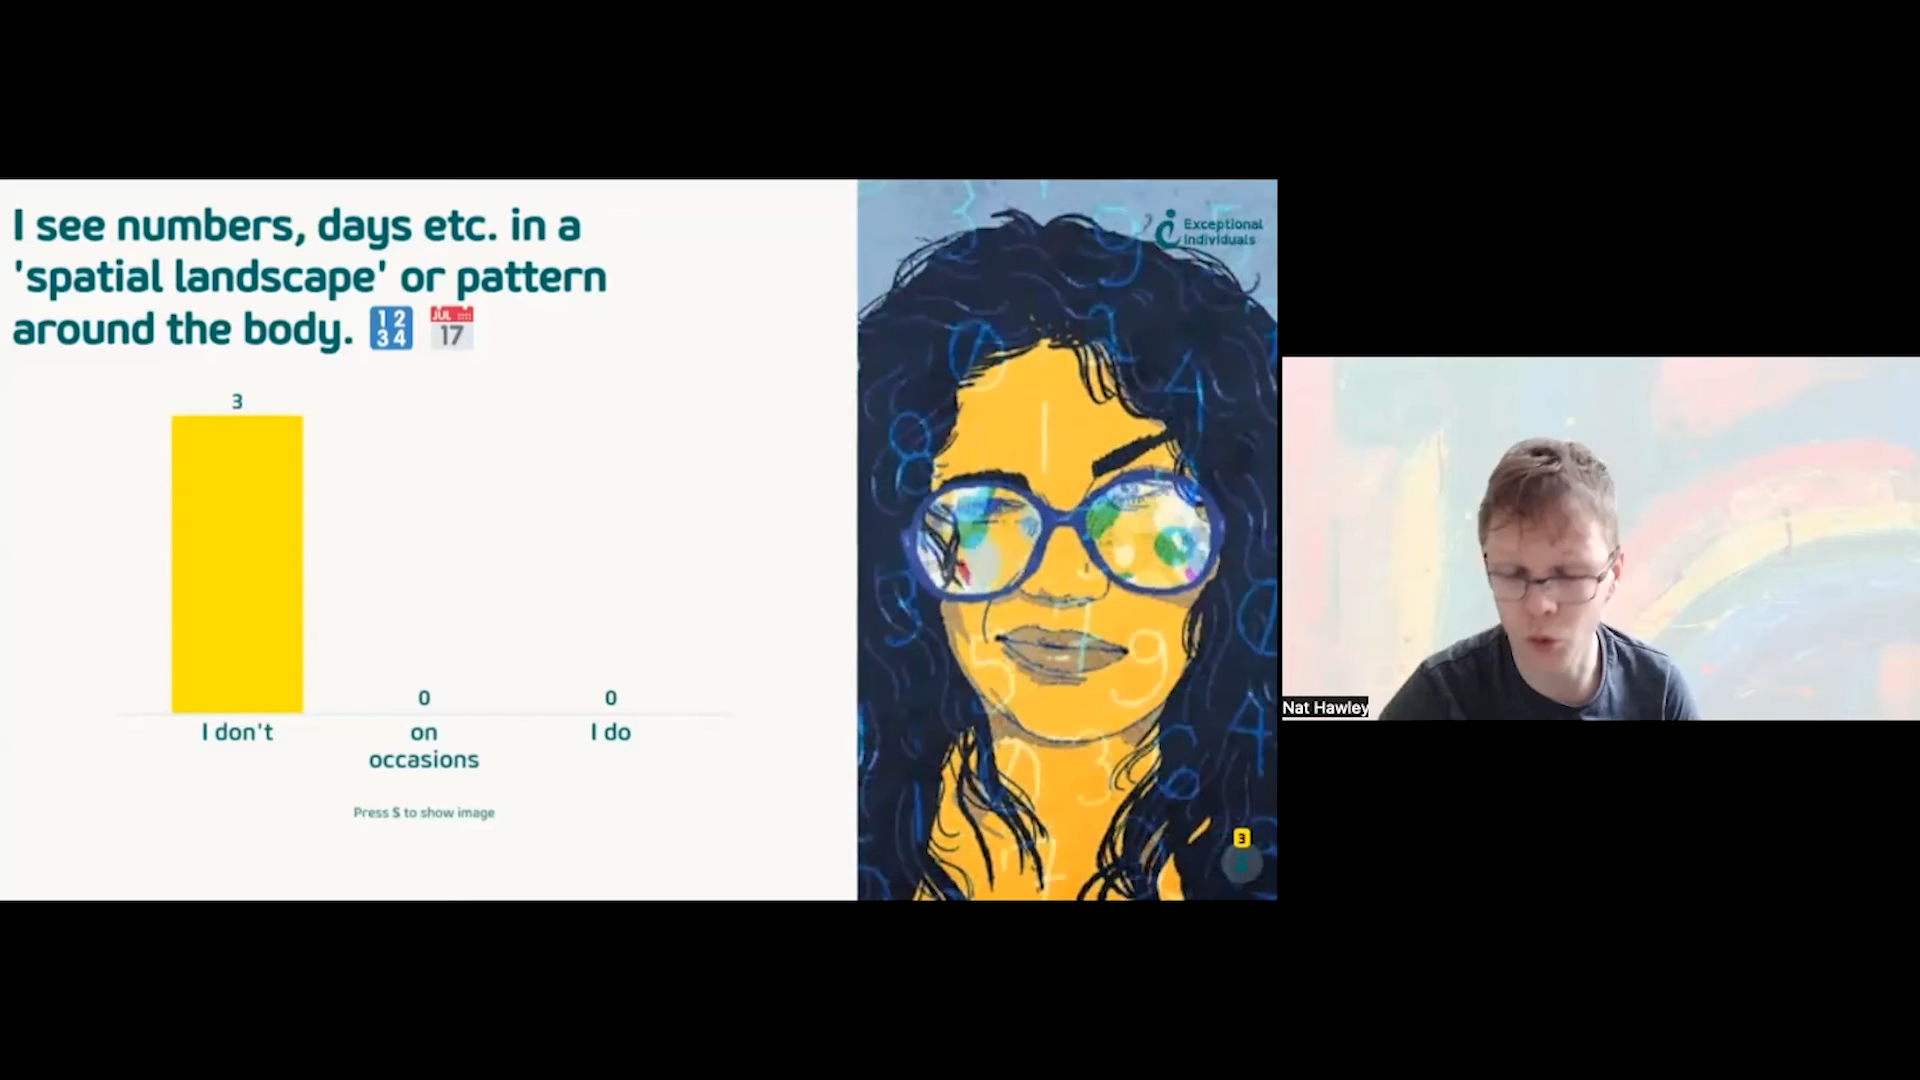 I see numbers, days etc. in a
'spatial landscape' or pattern
around the body. 🔢 📅
JUL
17
3
0
0
I don't
on
occasions
I do
Press S to show image
Exceptional
Individuals
3
Nat Hawley